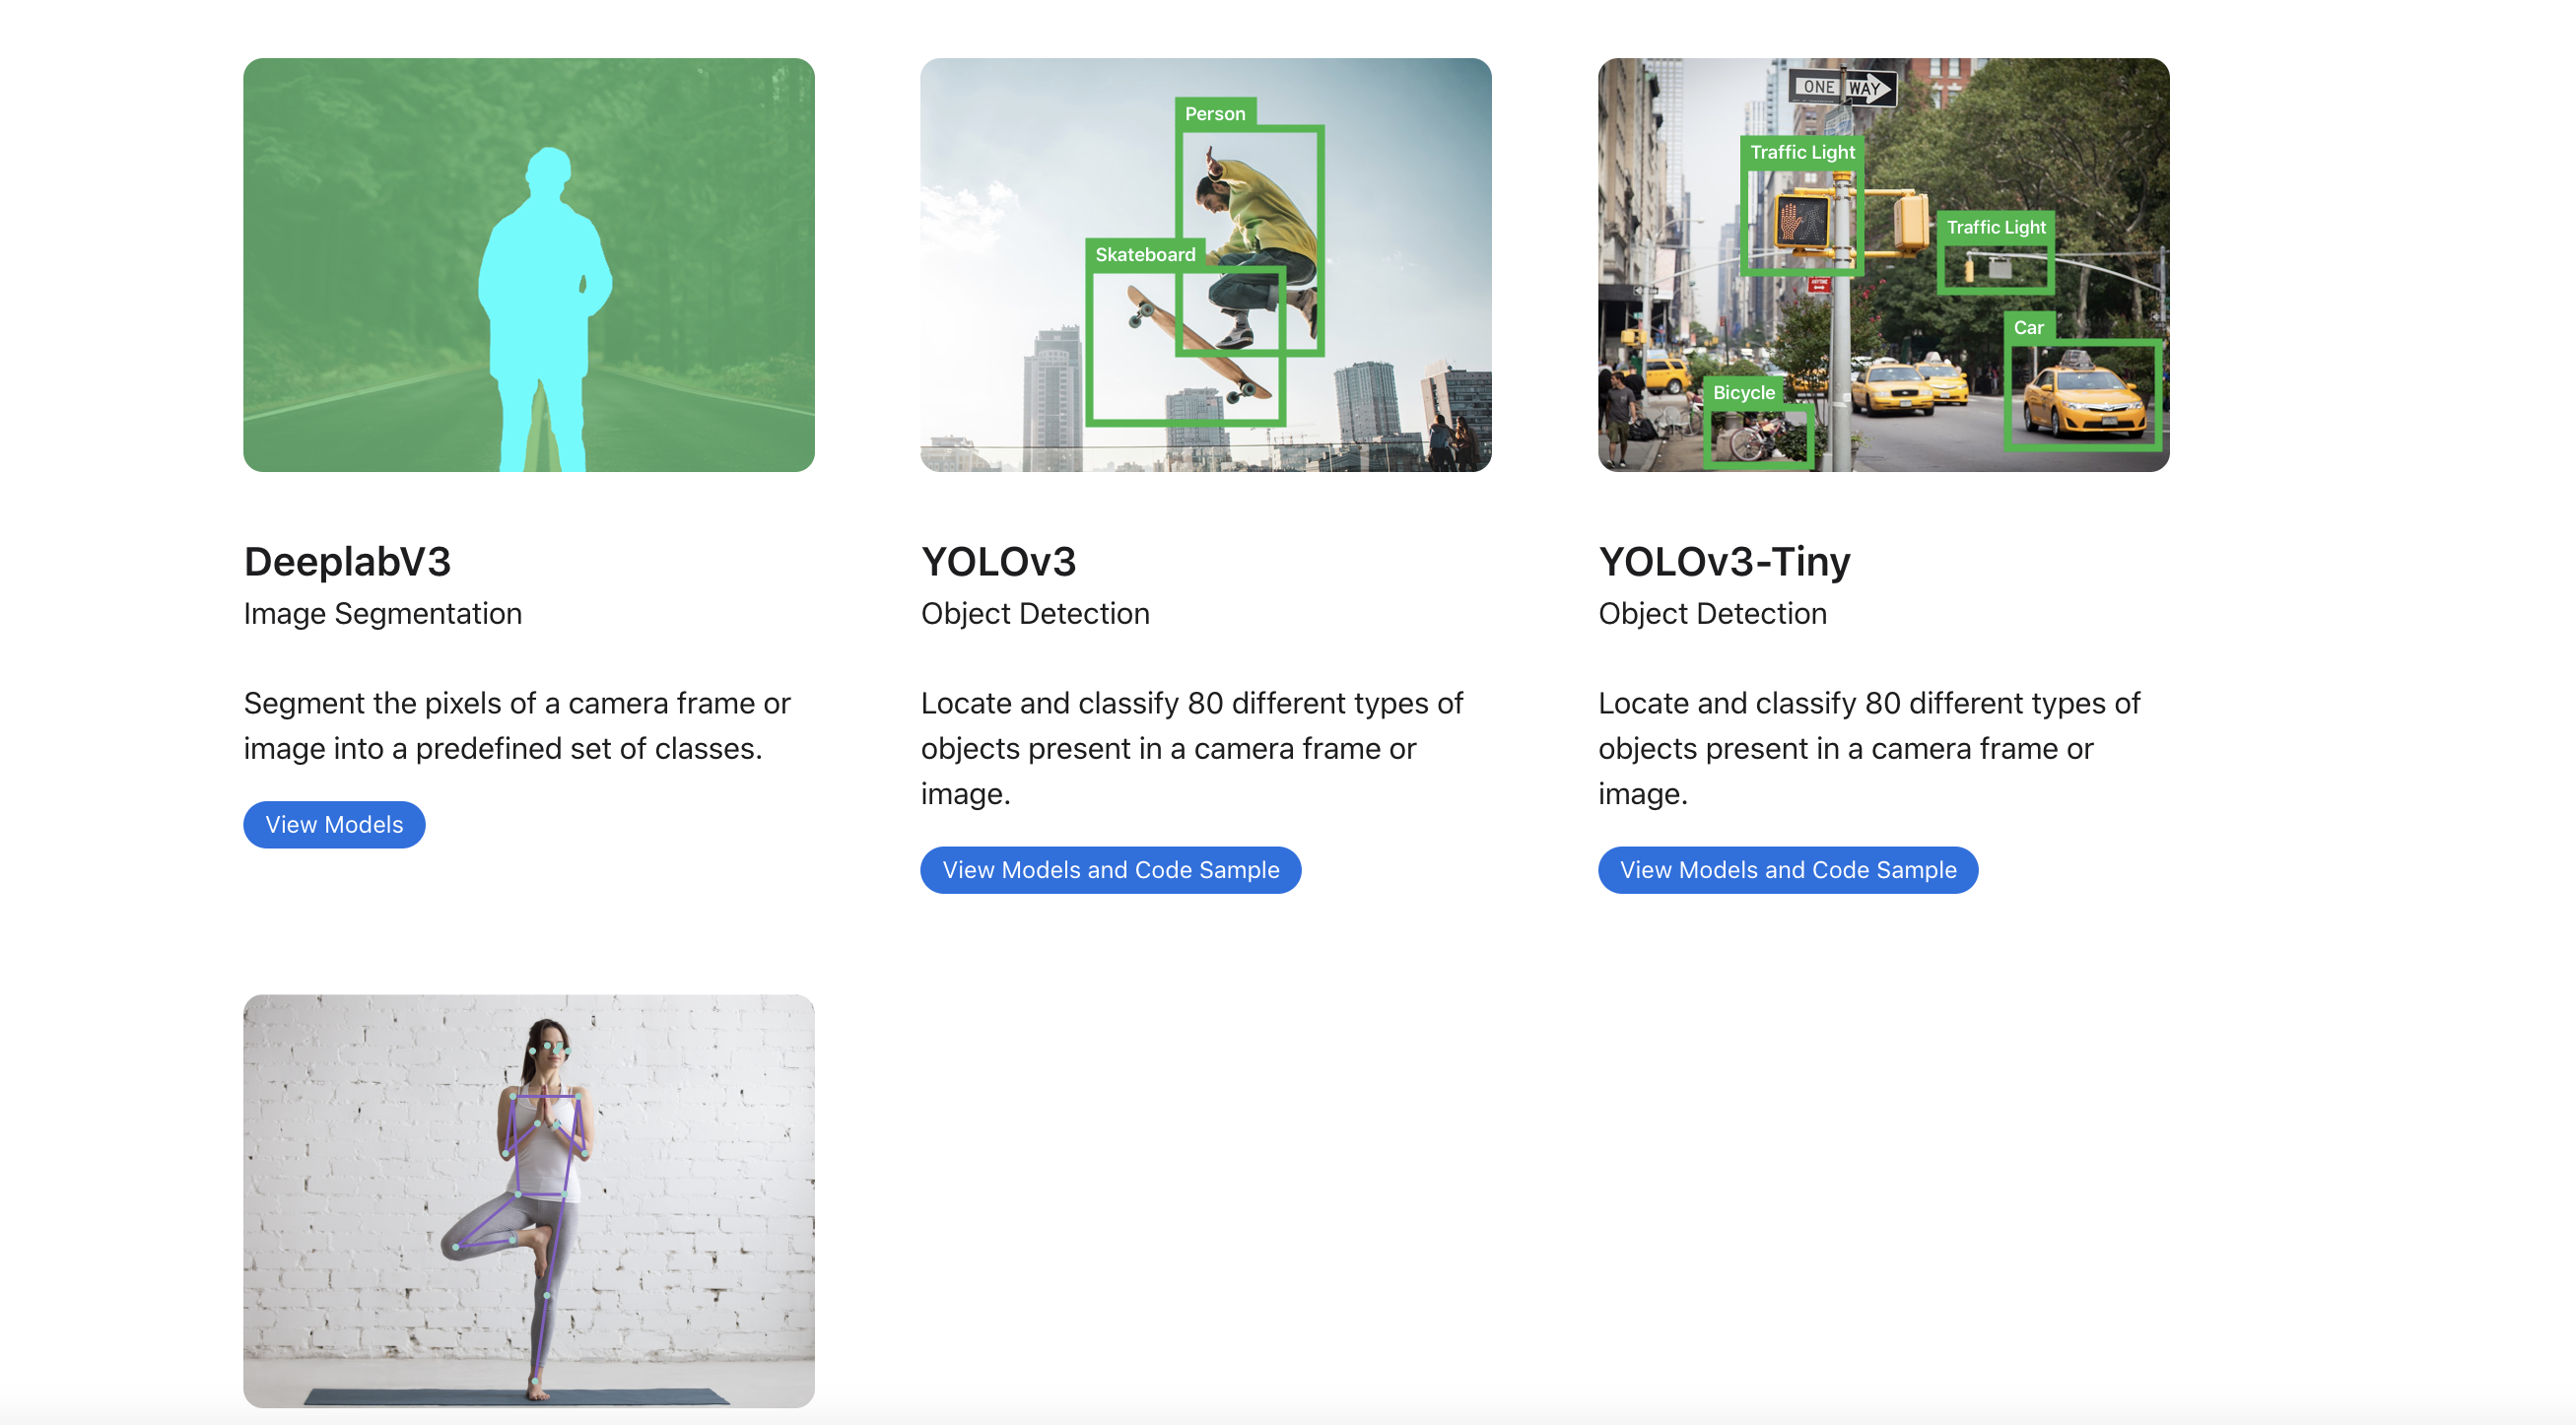 Person
Skateboard
ONE WAY
Traffic Light
Traffic Light
Car
Bicycle
DeeplabV3
Image Segmentation
Segment the pixels of a camera frame or
image into a predefined set of classes.
View Models
YOLOv3
Object Detection
Locate and classify 80 different types of
objects present in a camera frame or
image.
View Models and Code Sample
YOLOv3-Tiny
Object Detection
Locate and classify 80 different types of
objects present in a camera frame or
image.
View Models and Code Sample